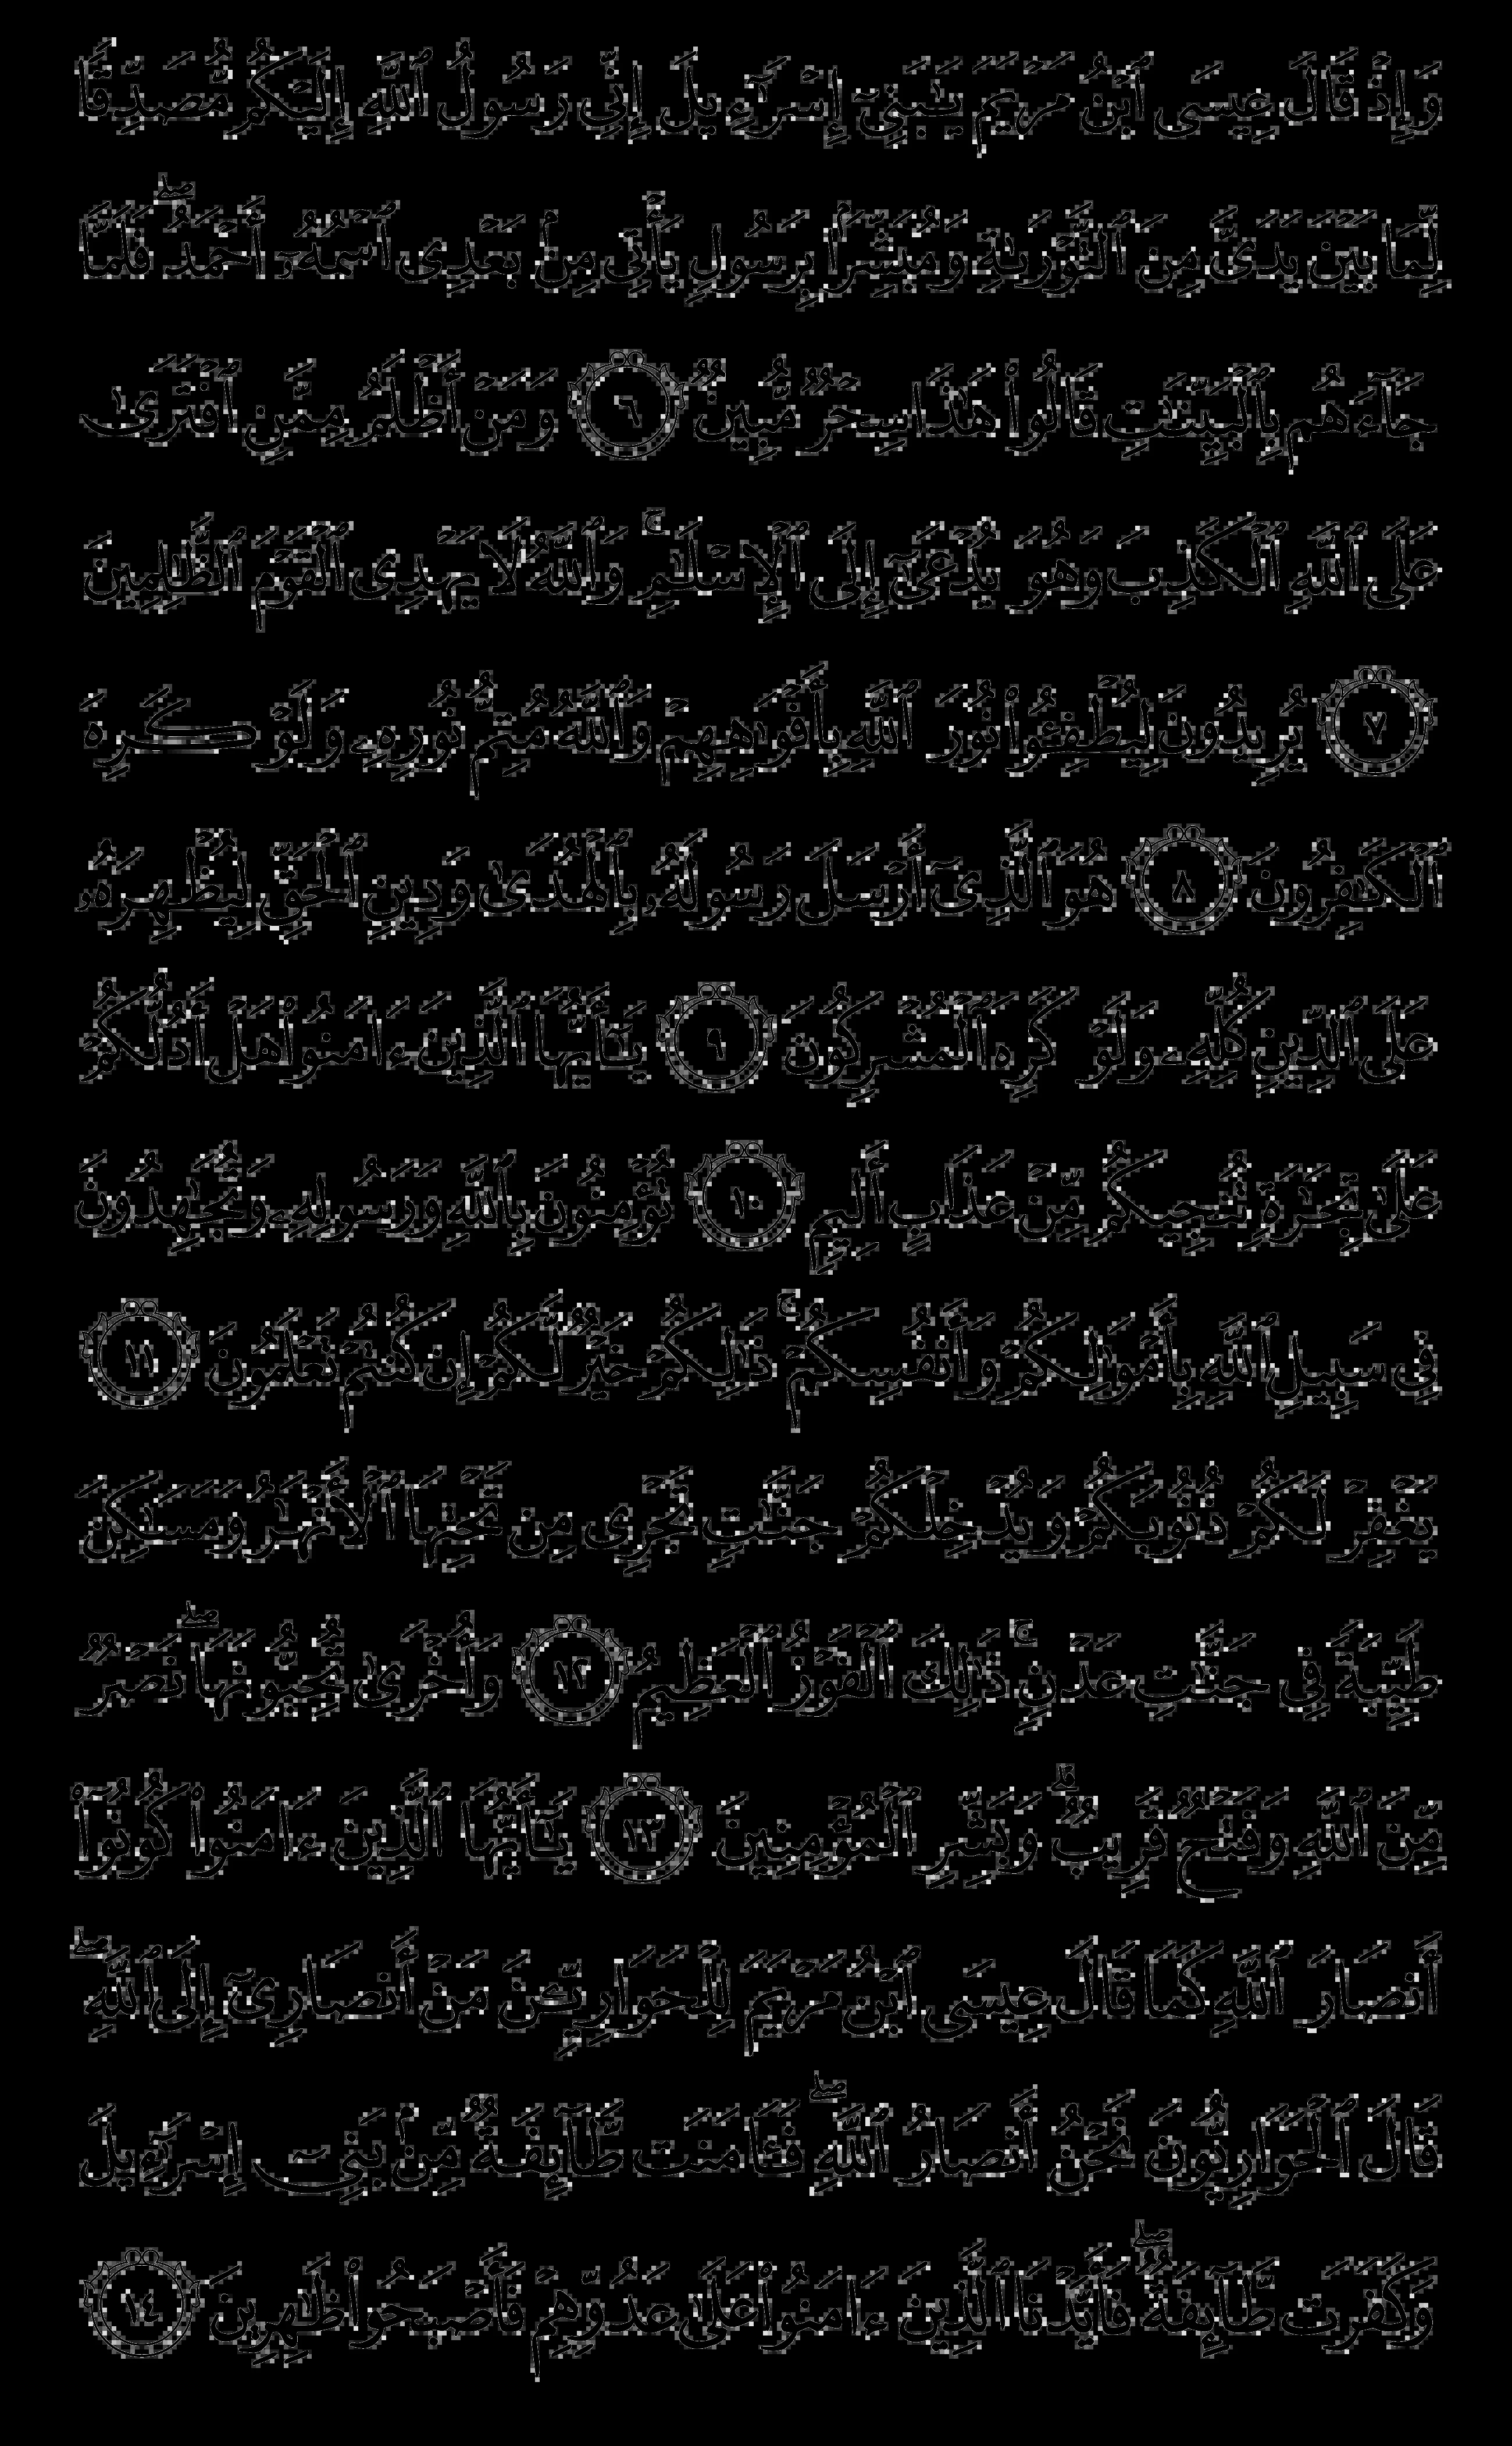 وَإِذْ قَالَ عِيسَى ٱبْنُ مَرْيَمَ يَٰبَنِىٓ إِسْرَٰٓءِيلَ إِنِّى رَسُولُ ٱللَّهِ إِلَيْكُم مُّصَدِّقًا
لِّمَا بَيْنَ يَدَىَّ مِنَ ٱلتَّوْرَىٰةِ وَمُبَشِّرًۢا بِرَسُولٍ يَأْتِى مِنۢ بَعْدِى ٱسْمُهُۥٓ أَحْمَدُ ۖ فَلَمَّا
جَآءَهُم بِٱلْبَيِّنَٰتِ قَالُوا۟ هَٰذَا سِحْرٌ مُّبِينٌ ٦ وَمَنْ أَظْلَمُ مِمَّنِ ٱفْتَرَىٰ
عَلَى ٱللَّهِ ٱلْكَذِبَ وَهُوَ يُدْعَىٰٓ إِلَى ٱلْإِسْلَٰمِ ۚ وَٱللَّهُ لَا يَهْدِى ٱلْقَوْمَ ٱلظَّٰلِمِينَ
٧ يُرِيدُونَ لِيُطْفِـُٔوا۟ نُورَ ٱللَّهِ بِأَفْوَٰهِهِمْ وَٱللَّهُ مُتِمُّ نُورِهِۦ وَلَوْ كَرِهَ
ٱلْكَٰفِرُونَ ٨ هُوَ ٱلَّذِىٓ أَرْسَلَ رَسُولَهُۥ بِٱلْهُدَىٰ وَدِينِ ٱلْحَقِّ لِيُظْهِرَهُۥ
عَلَى ٱلدِّينِ كُلِّهِۦ وَلَوْ كَرِهَ ٱلْمُشْرِكُونَ ٩ يَٰٓأَيُّهَا ٱلَّذِينَ ءَامَنُوا۟ هَلْ أَدُلُّكُمْ
عَلَىٰ تِجَٰرَةٍ تُنجِيكُم مِّنْ عَذَابٍ أَلِيمٍ ١٠ تُؤْمِنُونَ بِٱللَّهِ وَرَسُولِهِۦ وَتُجَٰهِدُونَ
فِى سَبِيلِ ٱللَّهِ بِأَمْوَٰلِكُمْ وَأَنفُسِكُمْ ۚ ذَٰلِكُمْ خَيْرٌ لَّكُمْ إِن كُنتُمْ تَعْلَمُونَ ١١
يَغْفِرْ لَكُمْ ذُنُوبَكُمْ وَيُدْخِلْكُمْ جَنَّٰتٍ تَجْرِى مِن تَحْتِهَا ٱلْأَنْهَٰرُ وَمَسَٰكِنَ
طَيِّبَةً فِى جَنَّٰتِ عَدْنٍ ۚ ذَٰلِكَ ٱلْفَوْزُ ٱلْعَظِيمُ ١٢ وَأُخْرَىٰ تُحِبُّونَهَا ۖ نَصْرٌ
مِّنَ ٱللَّهِ وَفَتْحٌ قَرِيبٌ ۗ وَبَشِّرِ ٱلْمُؤْمِنِينَ ١٣ يَٰٓأَيُّهَا ٱلَّذِينَ ءَامَنُوا۟ كُونُوٓا۟
أَنصَارَ ٱللَّهِ كَمَا قَالَ عِيسَى ٱبْنُ مَرْيَمَ لِلْحَوَارِيِّـۧنَ مَنْ أَنصَارِىٓ إِلَى ٱللَّهِ ۖ
قَالَ ٱلْحَوَارِيُّونَ نَحْنُ أَنصَارُ ٱللَّهِ ۖ فَـَٔامَنَت طَّآئِفَةٌ مِّنۢ بَنِىٓ إِسْرَٰٓءِيلَ
وَكَفَرَت طَّآئِفَةٌ ۖ فَأَيَّدْنَا ٱلَّذِينَ ءَامَنُوا۟ عَلَىٰ عَدُوِّهِمْ فَأَصْبَحُوا۟ ظَٰهِرِينَ ١٤